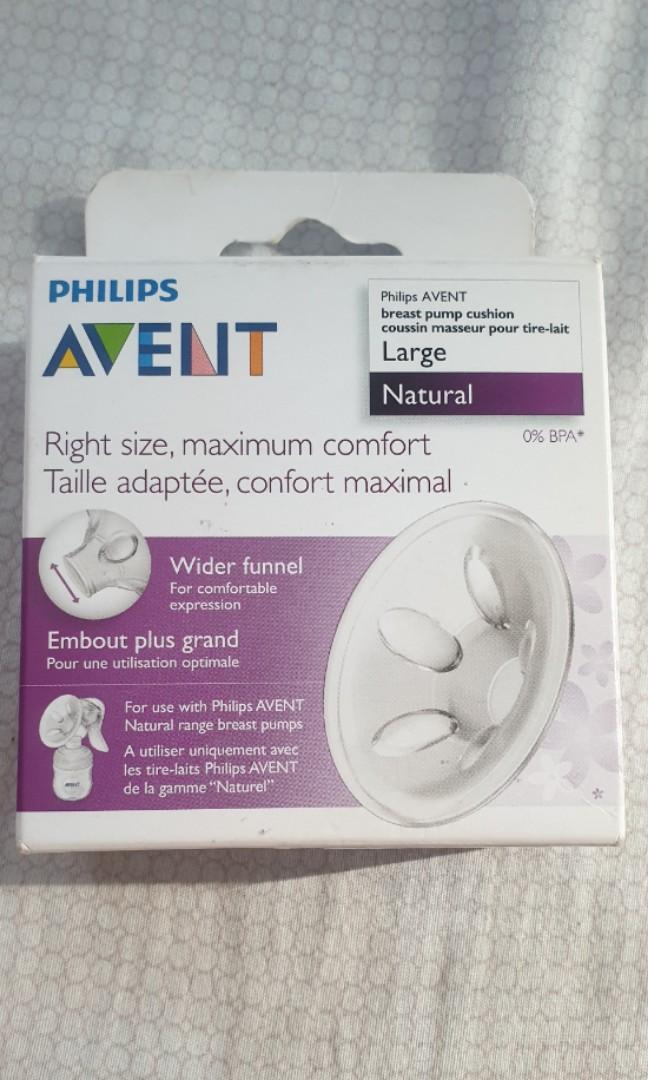 PHILIPS
AVENT
Philips AVENT
breast pump cushion
coussin masseur pour tire-lait
Large
Natural
0% BPA*
Right size, maximum comfort
Taille adaptée, confort maximal
Wider funnel
For comfortable
expression
Embout plus grand
Pour une utilisation optimale
For use with Philips AVENT
Natural range breast pumps
A utiliser uniquement avec
les tire-laits Philips AVENT
de la gamme "Naturel"
AVENT
*